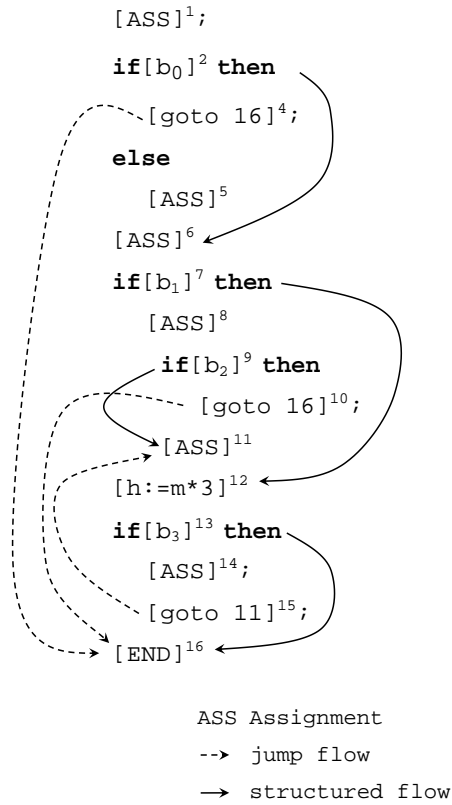 [ASS]¹;
if[b₀]² then
[goto 16]⁴;
else
[ASS]⁵
[ASS]⁶
if[b₁]⁷ then
[ASS]⁸
if[b₂]⁹ then
[goto 16]¹⁰;
[ASS]¹¹
[h:=m*3]¹²
if[b₃]¹³ then
[ASS]¹⁴;
[goto 11]¹⁵;
[END]¹⁶
ASS Assignment
jump flow
structured flow